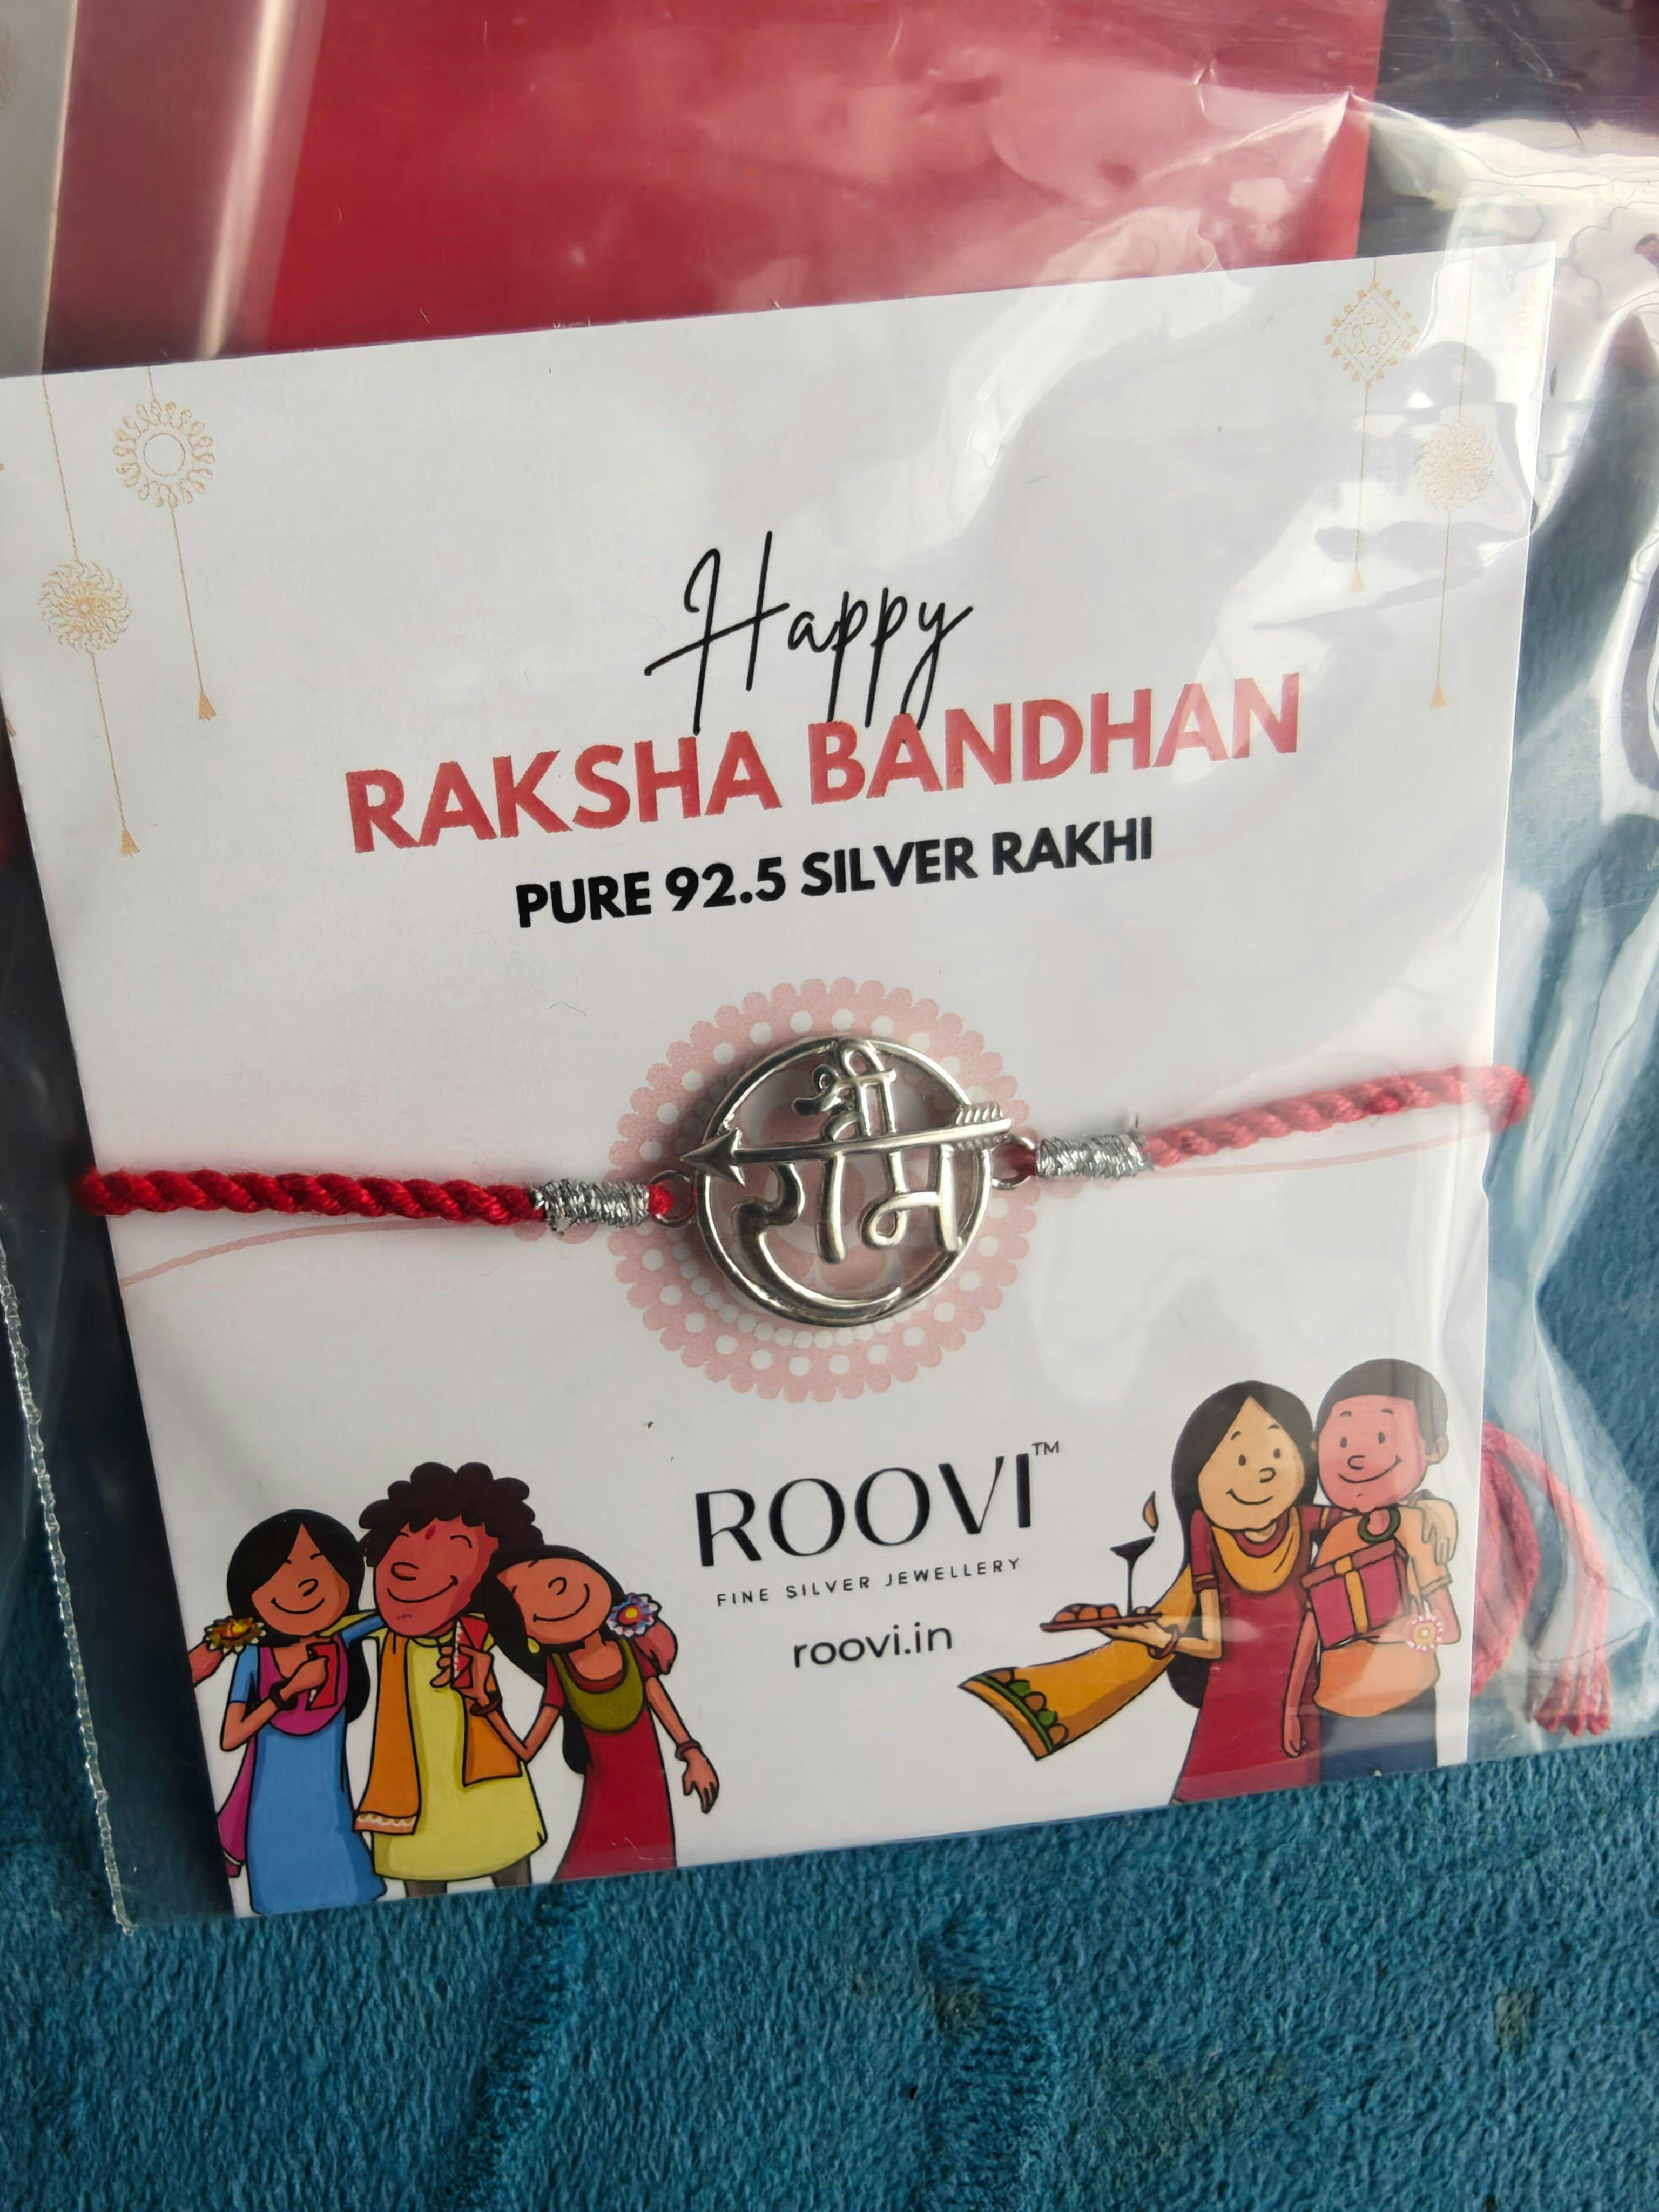 Happy
RAKSHA BANDHAN
PURE 92.5 SILVER RAKHI
श्री
राम
ROOVI™
FINE SILVER JEWELLERY
roovi.in